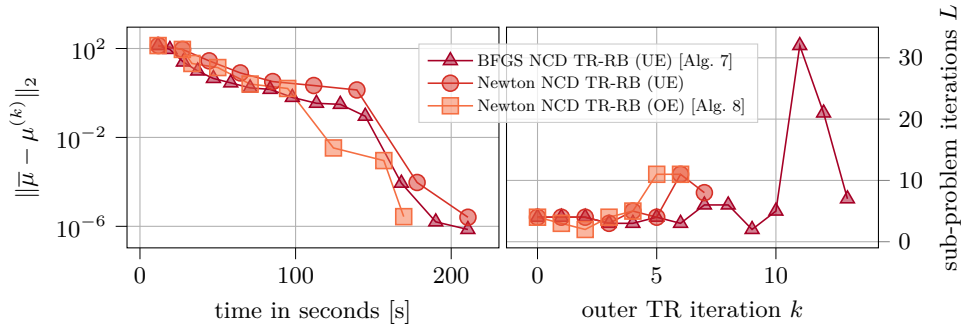 BFGS NCD TR-RB (UE) [Alg. 7]
Newton NCD TR-RB (UE)
Newton NCD TR-RB (OE) [Alg. 8]
10^2
10^{-2}
10^{-6}
‖μ̅ − μ^{(k)}‖_2
0 100 200
time in seconds [s]
0 5 10
outer TR iteration k
30
20
10
0
sub-problem iterations L